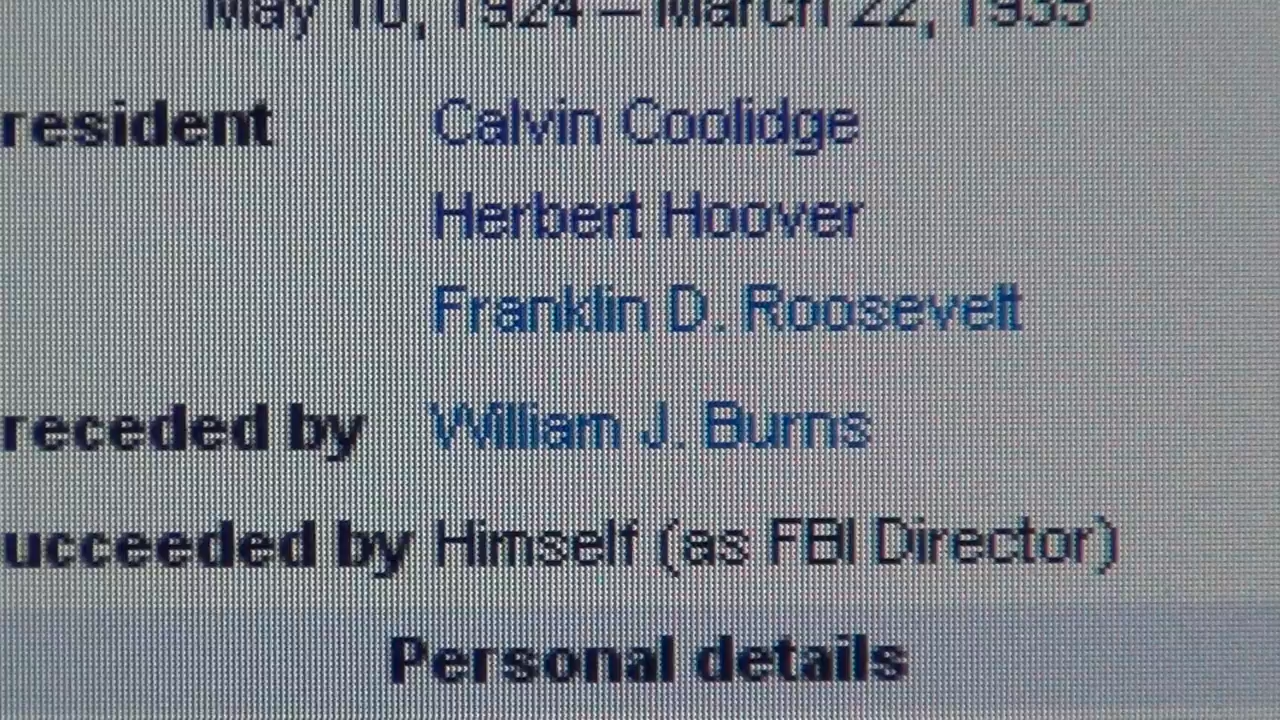 May 10, 1924 – March 22, 1935
resident Calvin Coolidge
Herbert Hoover
Franklin D. Roosevelt
receded by William J. Burns
ucceeded by Himself (as FBI Director)
Personal details